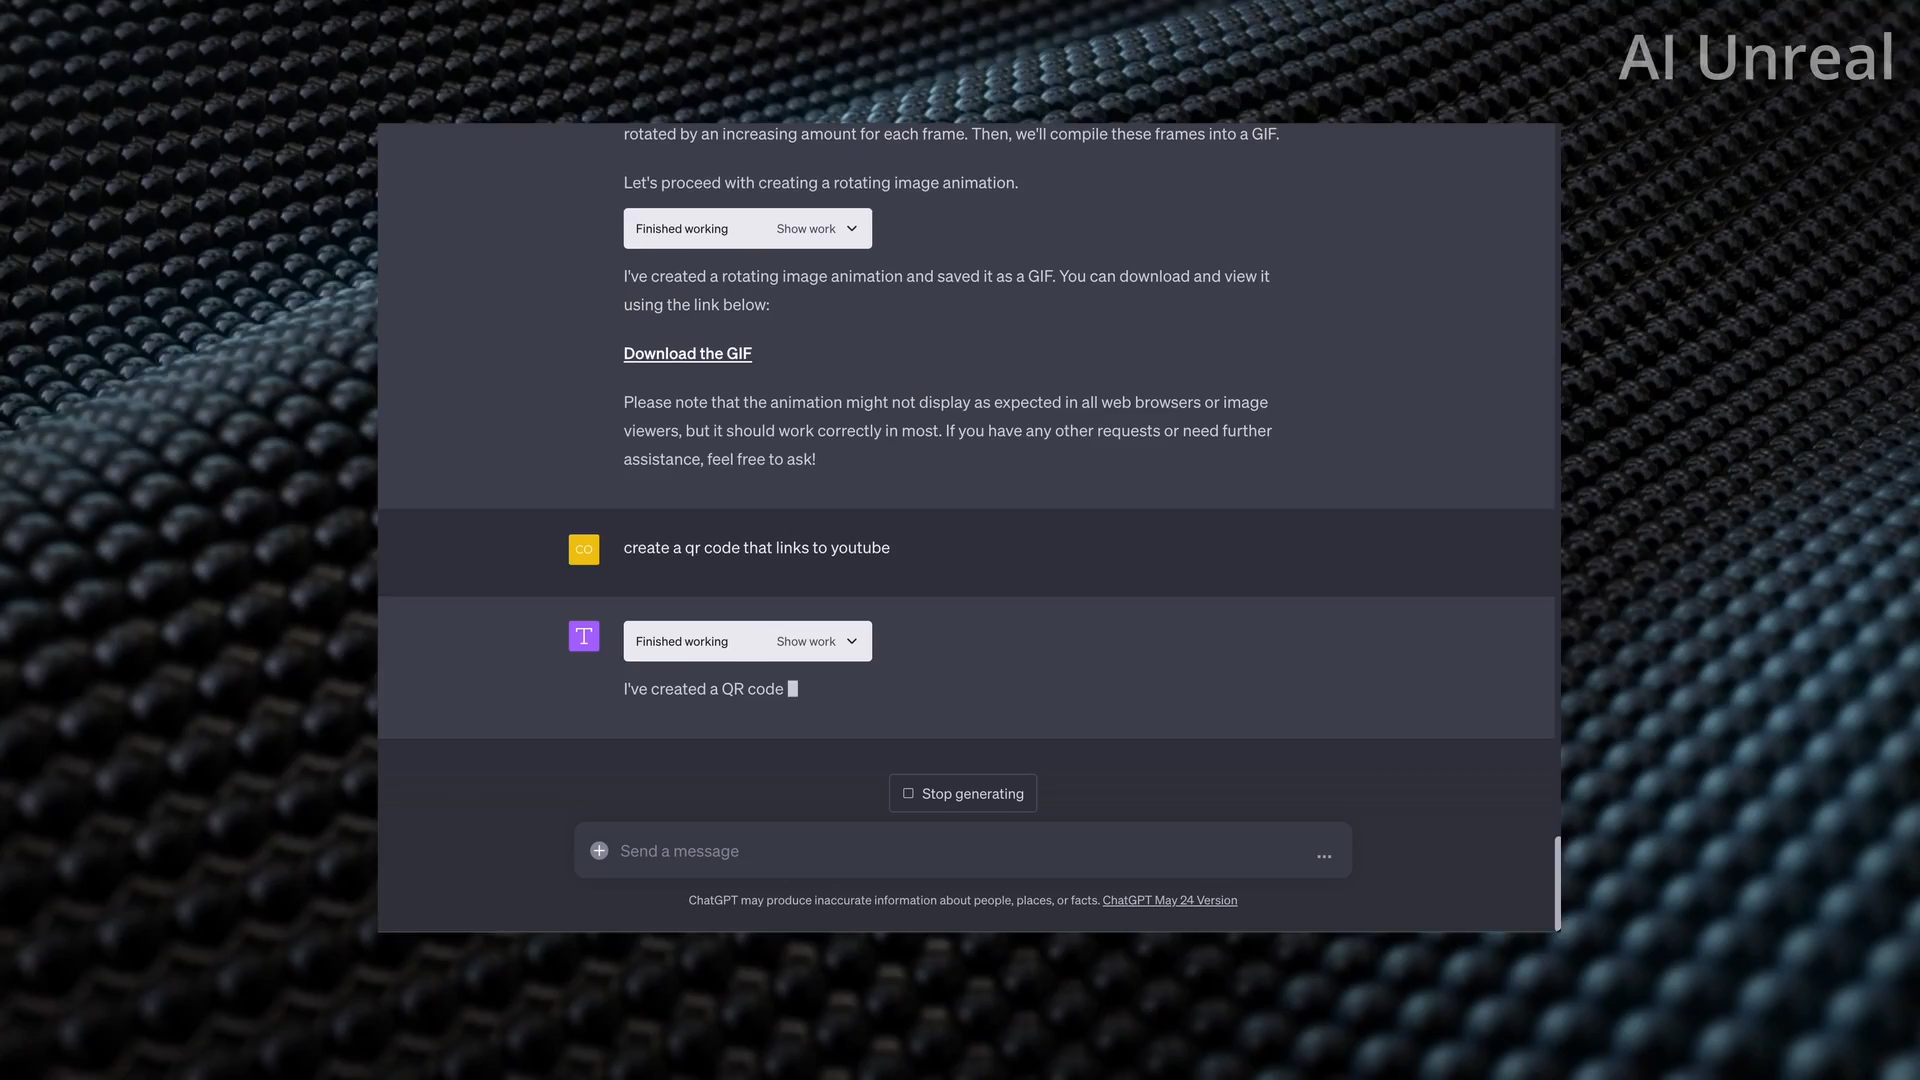 AI Unreal
rotated by an increasing amount for each frame. Then, we'll compile these frames into a GIF.
Let's proceed with creating a rotating image animation.
Finished working Show work
I've created a rotating image animation and saved it as a GIF. You can download and view it
using the link below:
Download the GIF
Please note that the animation might not display as expected in all web browsers or image
viewers, but it should work correctly in most. If you have any other requests or need further
assistance, feel free to ask!
CO create a qr code that links to youtube
T Finished working Show work
I've created a QR code
Stop generating
Send a message
ChatGPT may produce inaccurate information about people, places, or facts. ChatGPT May 24 Version